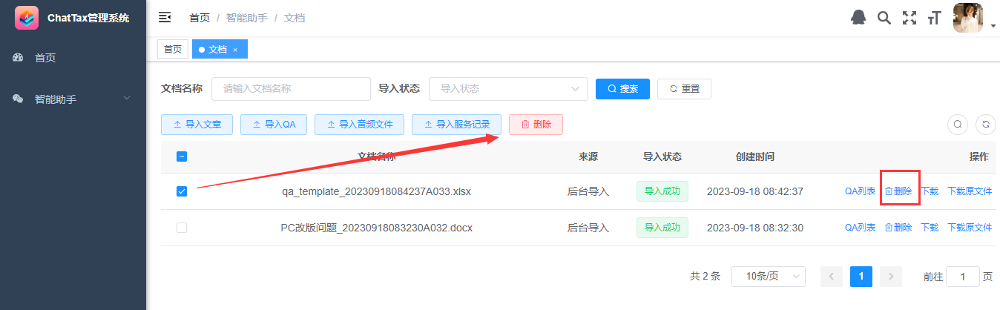 ChatTax管理系统
首页
智能助手
首页 / 智能助手 / 文档
首页 文档 ×
文档名称 请输入文档名称 导入状态 导入状态 搜索 重置
导入文章 导入QA 导入音频文件 导入服务记录 删除
文档名称 来源 导入状态 创建时间 操作
qa_template_20230918084237A033.xlsx 后台导入 导入成功 2023-09-18 08:42:37 QA列表 删除 下载 下载原文件
PC改版问题_20230918083230A032.docx 后台导入 导入成功 2023-09-18 08:32:30 QA列表 删除 下载 下载原文件
共 2 条 10条/页 < 1 > 前往 1 页